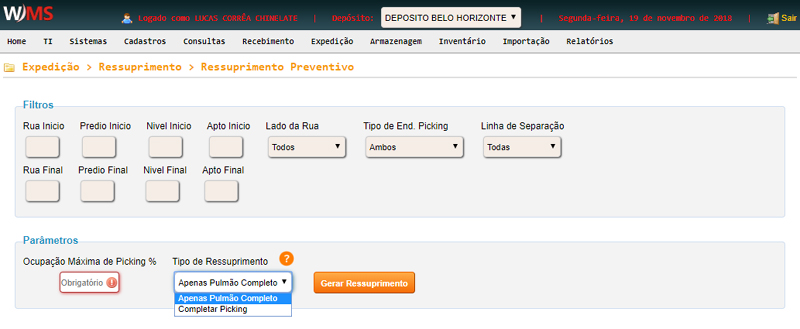 W/MS
Logado como LUCAS CORRÊA CHINELATE | Depósito: DEPOSITO BELO HORIZONTE | Segunda-feira, 19 de novembro de 2018 | Sair
Home TI Sistemas Cadastros Consultas Recebimento Expedição Armazenagem Inventário Importação Relatórios
Expedição > Ressuprimento > Ressuprimento Preventivo
Filtros
Rua Inicio Predio Inicio Nivel Inicio Apto Inicio Lado da Rua Tipo de End. Picking Linha de Separação
Todos Ambos Todas
Rua Final Predio Final Nivel Final Apto Final
Parâmetros
Ocupação Máxima de Picking % Tipo de Ressuprimento ?
Obrigatório ! Apenas Pulmão Completo Gerar Ressuprimento
Apenas Pulmão Completo
Completar Picking